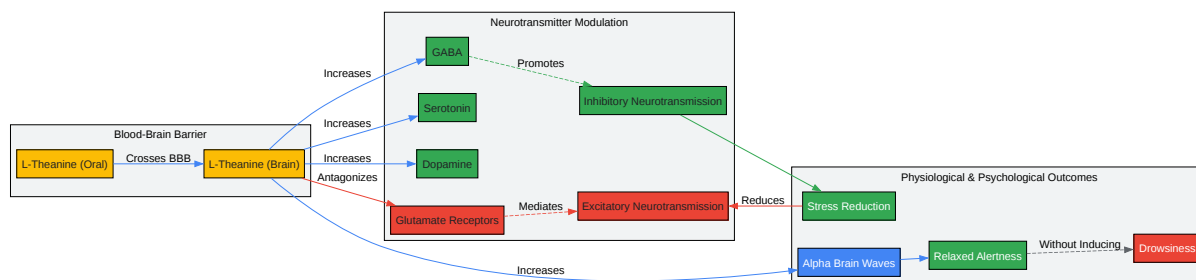 Neurotransmitter Modulation
GABA
Promotes
Increases
Inhibitory Neurotransmission
Serotonin
Increases
Blood-Brain Barrier
L-Theanine (Oral)
Crosses BBB
L-Theanine (Brain)
Increases
Dopamine
Antagonizes
Glutamate Receptors
Mediates
Excitatory Neurotransmission
Reduces
Physiological & Psychological Outcomes
Stress Reduction
Increases
Alpha Brain Waves
Relaxed Alertness
Without Inducing
Drowsiness